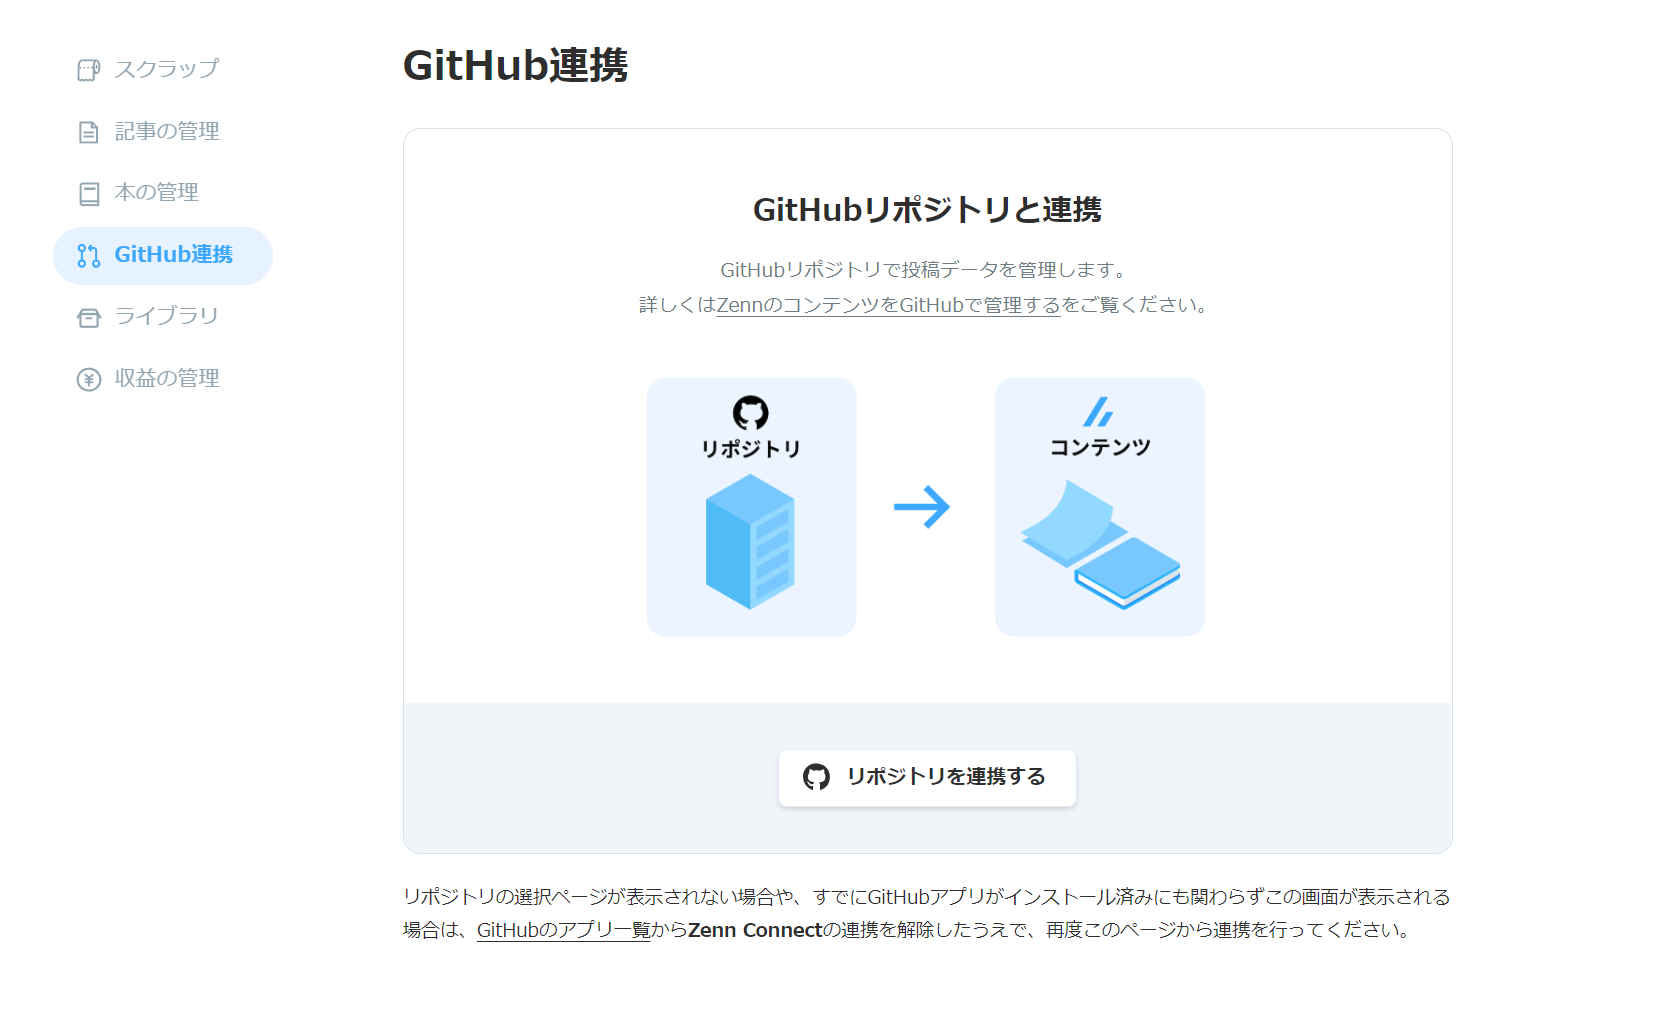 スクラップ
記事の管理
本の管理
GitHub連携
ライブラリ
収益の管理
GitHub連携
GitHubリポジトリと連携
GitHubリポジトリで投稿データを管理します。
詳しくはZennのコンテンツをGitHubで管理するをご覧ください。
リポジトリ
コンテンツ
リポジトリを連携する
リポジトリの選択ページが表示されない場合や、すでにGitHubアプリがインストール済みにも関わらずこの画面が表示される
場合は、GitHubのアプリ一覧からZenn Connectの連携を解除したうえで、再度このページから連携を行ってください。